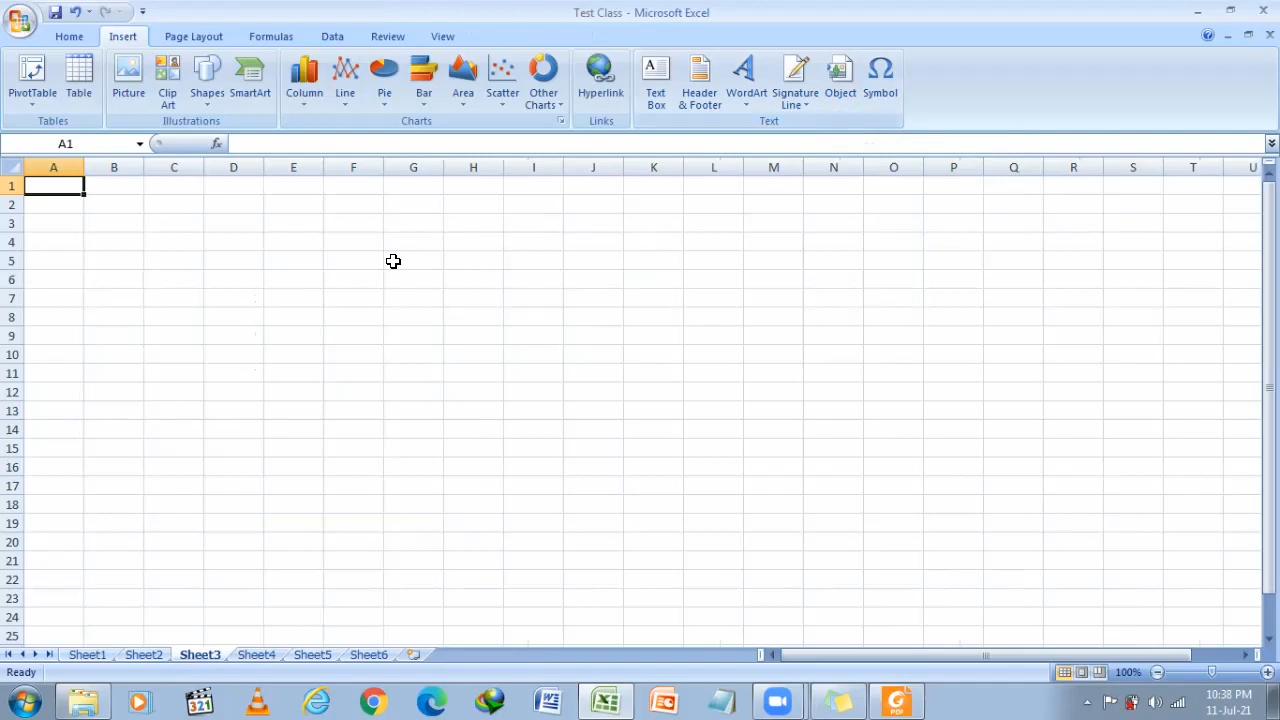 Test Class - Microsoft Excel
Home Insert Page Layout Formulas Data Review View
PivotTable Table Picture Clip Art Shapes SmartArt Column Line Pie Bar Area Scatter Other Charts Hyperlink Text Box Header & Footer WordArt Signature Line Object Symbol
Tables Illustrations Charts Links Text
A1 fx
A B C D E F G H I J K L M N O P Q R S T U
1
2
3
4
5
6
7
8
9
10
11
12
13
14
15
16
17
18
19
20
21
22
23
24
25
Sheet1 Sheet2 Sheet3 Sheet4 Sheet5 Sheet6
Ready 100%
321 PDF 10:38 PM
11-Jul-21